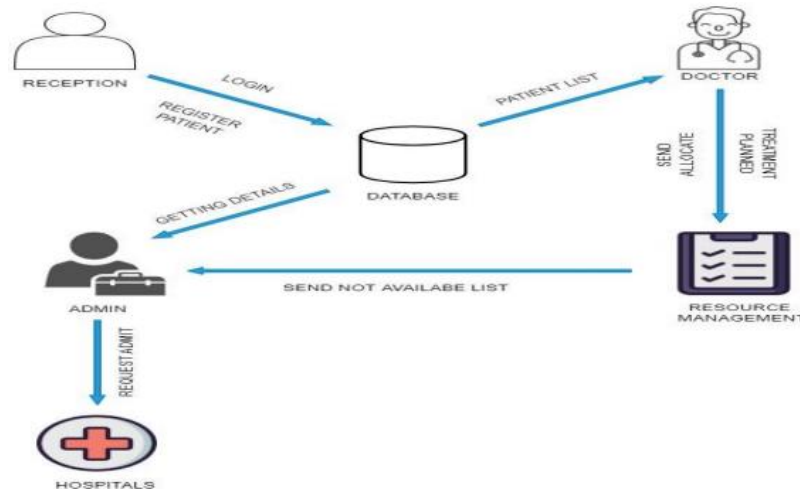 RECEPTION
LOGIN
REGISTER
PATIENT
PATIENT LIST
DOCTOR
DATABASE
SEND
ALLOCATE
TREATMENT
PLANNED
GETTING DETAILS
ADMIN
SEND NOT AVAILABE LIST
RESOURCE
MANAGEMENT
REQUEST ADMIT
HOSPITALS